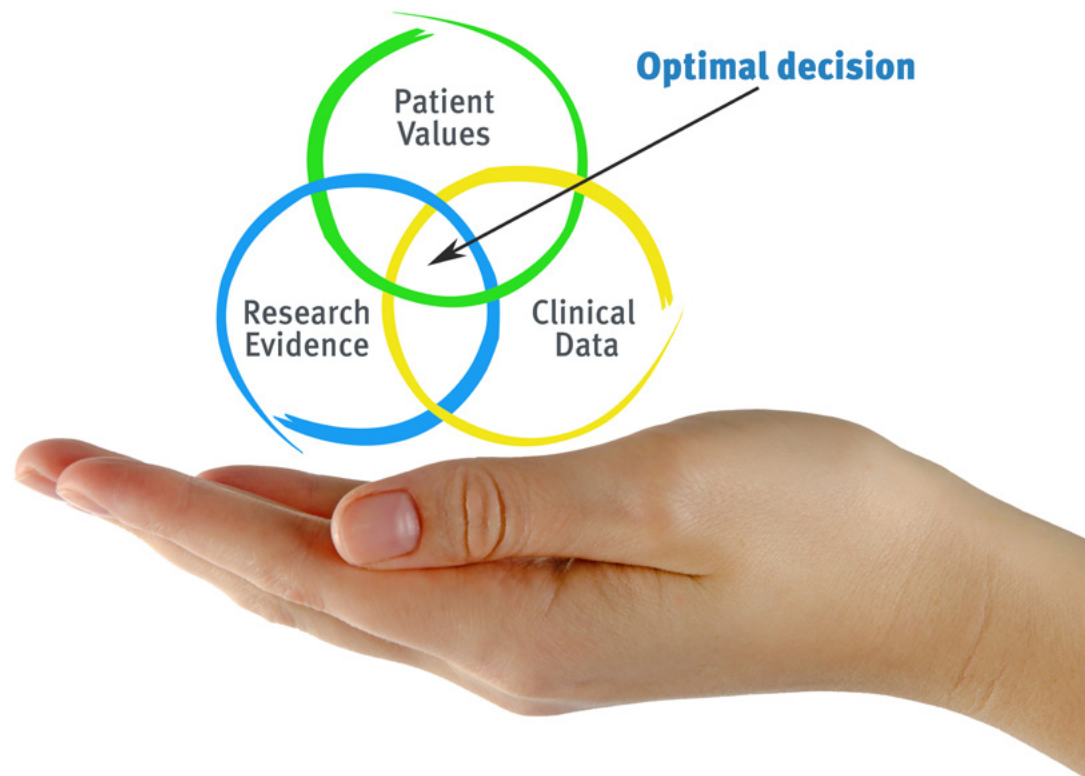 Optimal decision
Patient
Values
Research
Evidence
Clinical
Data